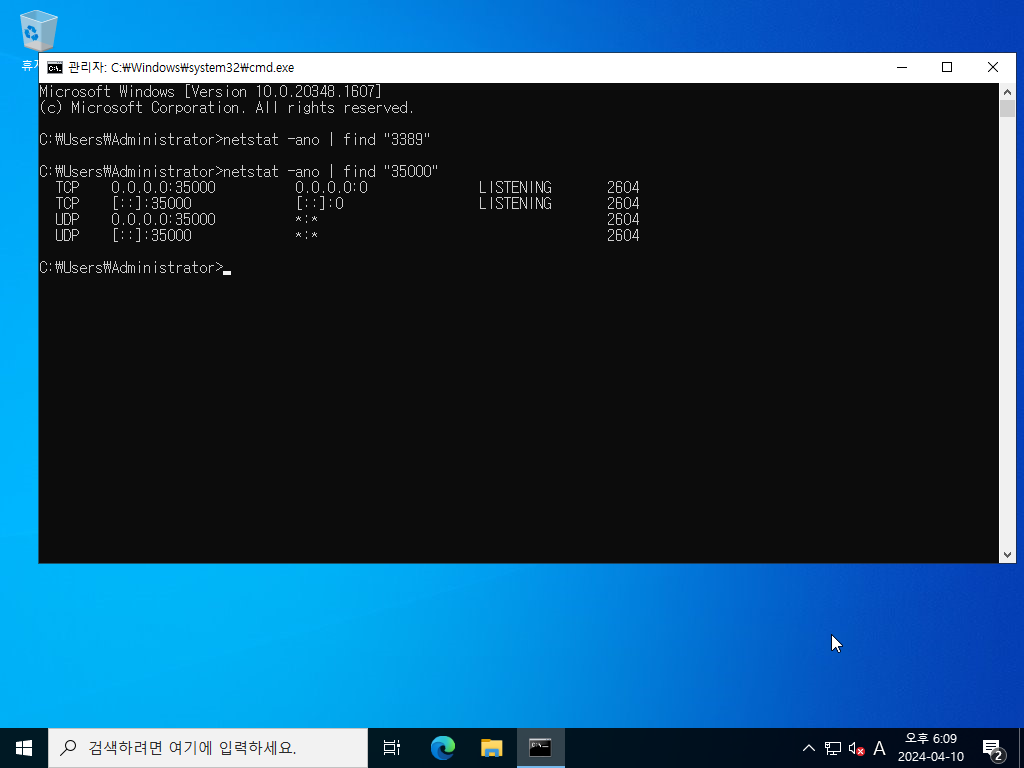 휴지
관리자: C:₩Windows₩system32₩cmd.exe
Microsoft Windows [Version 10.0.20348.1607]
(c) Microsoft Corporation. All rights reserved.
C:₩Users₩Administrator>netstat -ano | find "3389"
C:₩Users₩Administrator>netstat -ano | find "35000"
TCP 0.0.0.0:35000 0.0.0.0:0 LISTENING 2604
TCP [::]:35000 [::]:0 LISTENING 2604
UDP 0.0.0.0:35000 *:* 2604
UDP [::]:35000 *:* 2604
C:₩Users₩Administrator>
검색하려면 여기에 입력하세요.
A
오후 6:09
2024-04-10
2